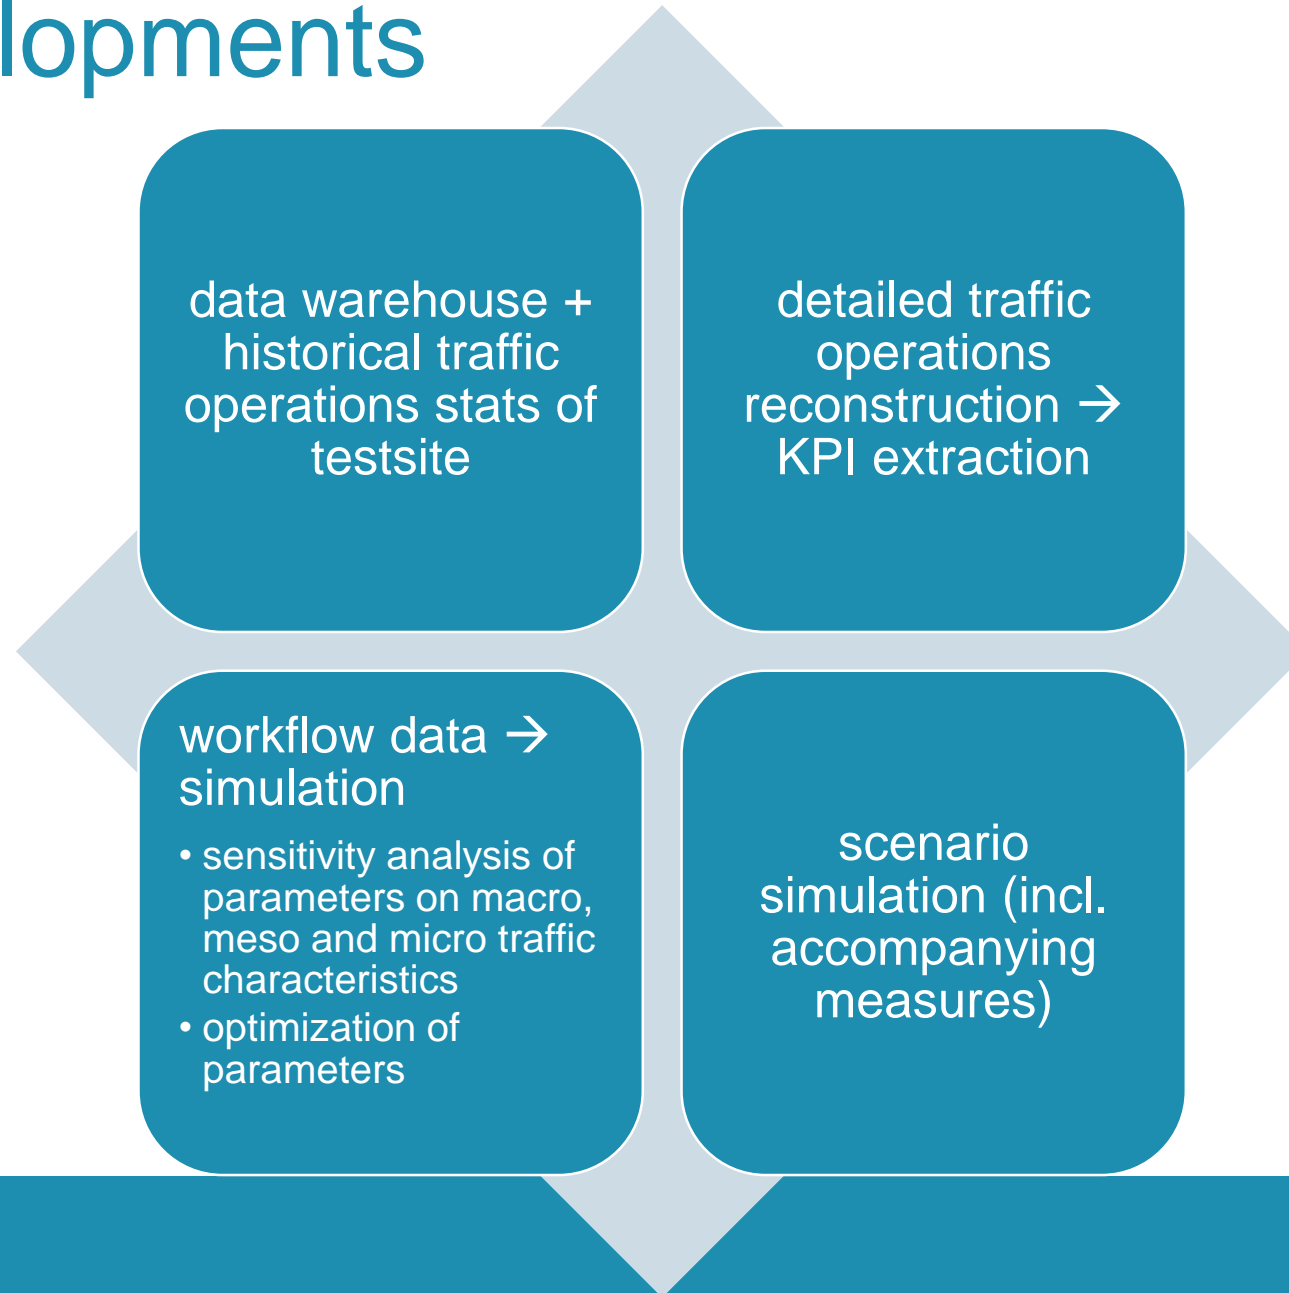 lopments
data warehouse +
historical traffic
operations stats of
testsite
detailed traffic
operations
reconstruction →
KPI extraction
workflow data →
simulation
• sensitivity analysis of
parameters on macro,
meso and micro traffic
characteristics
• optimization of
parameters
scenario
simulation (incl.
accompanying
measures)